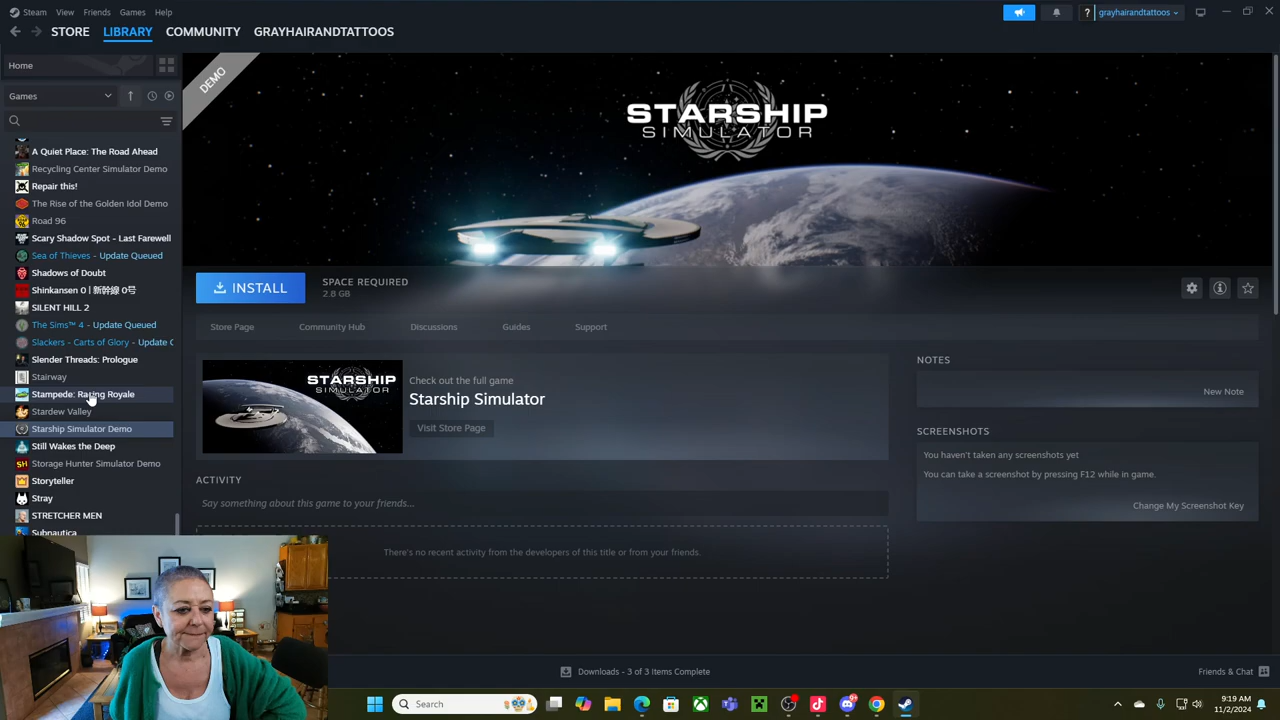 Steam View Friends Games Help
? grayhairandtattoos
STORE LIBRARY COMMUNITY GRAYHAIRANDTATTOOS
Home
Games
A Quiet Place: The Road Ahead
Recycling Center Simulator Demo
Repair this!
The Rise of the Golden Idol Demo
Road 96
Scary Shadow Spot - Last Farewell
Sea of Thieves - Update Queued
Shadows of Doubt
Shinkansen 0 | 新幹線 0号
SILENT HILL 2
The Sims™ 4 - Update Queued
Slackers - Carts of Glory - Update Q
Slender Threads: Prologue
Stairway
Stampede: Racing Royale
Stardew Valley
Starship Simulator Demo
Still Wakes the Deep
SH Storage Hunter Simulator Demo
Storyteller
Stray
STRETCHER MEN
Subnautica
DEMO
STARSHIP
SIMULATOR
INSTALL
SPACE REQUIRED
2.8 GB
Store Page Community Hub Discussions Guides Support
STARSHIP
SIMULATOR
Check out the full game
Starship Simulator
Visit Store Page
ACTIVITY
Say something about this game to your friends...
There's no recent activity from the developers of this title or from your friends.
NOTES
New Note
SCREENSHOTS
You haven't taken any screenshots yet
You can take a screenshot by pressing F12 while in game.
Change My Screenshot Key
Downloads - 3 of 3 Items Complete
Friends & Chat
Search
:19 AM
11/2/2024